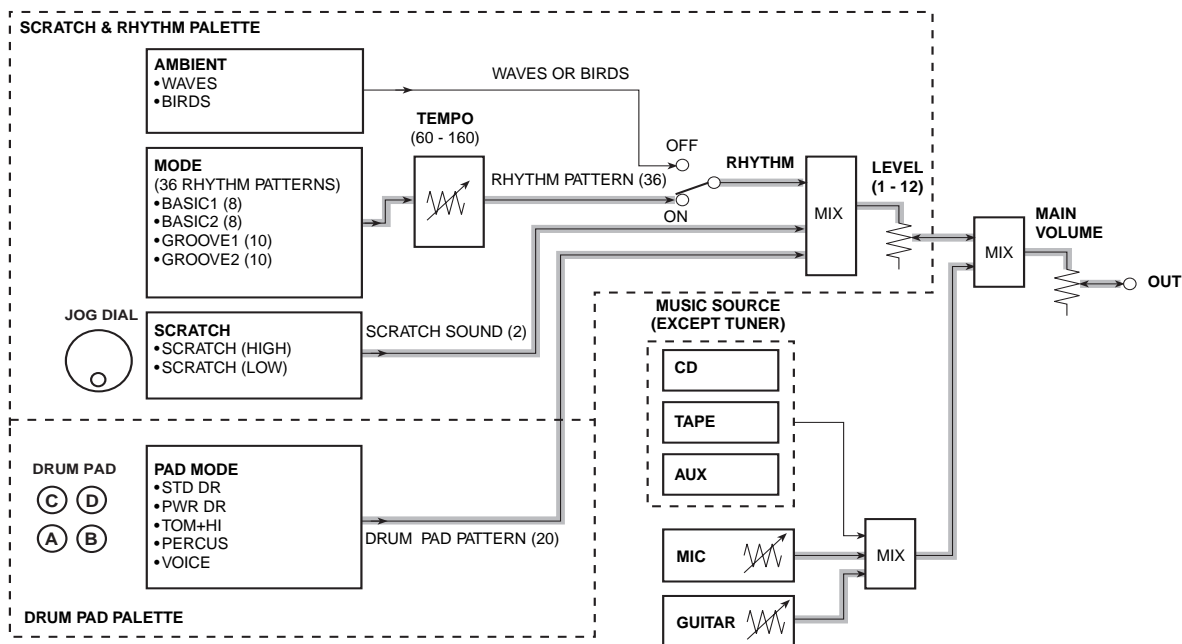 SCRATCH & RHYTHM PALETTE
AMBIENT
•WAVES
•BIRDS
WAVES OR BIRDS
TEMPO
(60 - 160)
MODE
(36 RHYTHM PATTERNS)
•BASIC1 (8)
•BASIC2 (8)
•GROOVE1 (10)
•GROOVE2 (10)
RHYTHM PATTERN (36)
OFF
ON
RHYTHM
MIX
LEVEL
(1 - 12)
MIX
MAIN
VOLUME
OUT
JOG DIAL
SCRATCH
•SCRATCH (HIGH)
•SCRATCH (LOW)
SCRATCH SOUND (2)
MUSIC SOURCE
(EXCEPT TUNER)
CD
TAPE
AUX
DRUM PAD
C D
A B
PAD MODE
•STD DR
•PWR DR
•TOM+HI
•PERCUS
•VOICE
DRUM PAD PATTERN (20)
MIC
MIX
GUITAR
DRUM PAD PALETTE